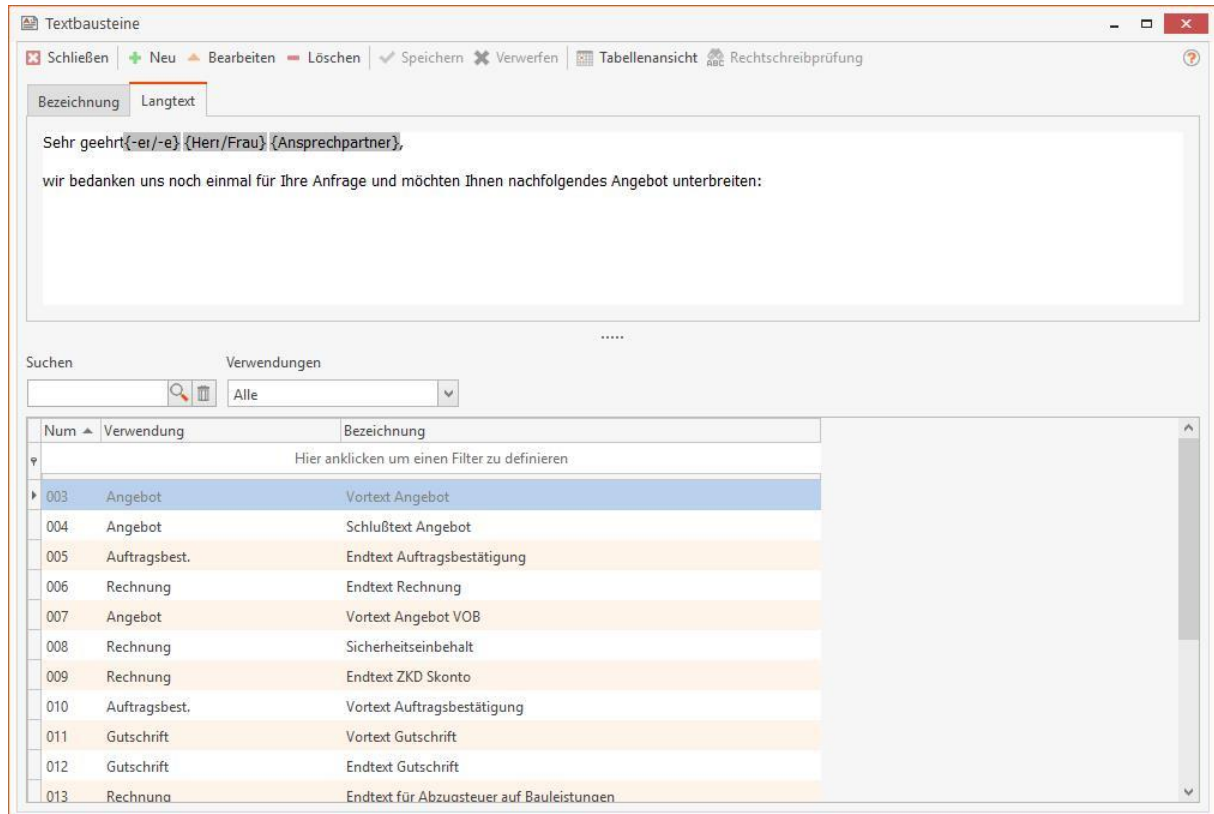 Textbausteine
Schließen Neu Bearbeiten Löschen Speichern Verwerfen Tabellenansicht Rechtschreibprüfung
Bezeichnung Langtext
Sehr geehrt{-er/-e} {Herr/Frau} {Ansprechpartner},
wir bedanken uns noch einmal für Ihre Anfrage und möchten Ihnen nachfolgendes Angebot unterbreiten:
Suchen Verwendungen
Alle
Num Verwendung Bezeichnung
Hier anklicken um einen Filter zu definieren
003 Angebot Vortext Angebot
004 Angebot Schlußtext Angebot
005 Auftragsbest. Endtext Auftragsbestätigung
006 Rechnung Endtext Rechnung
007 Angebot Vortext Angebot VOB
008 Rechnung Sicherheitseinbehalt
009 Rechnung Endtext ZKD Skonto
010 Auftragsbest. Vortext Auftragsbestätigung
011 Gutschrift Vortext Gutschrift
012 Gutschrift Endtext Gutschrift
013 Rechnung Endtext für Abzugsteuer auf Bauleistungen